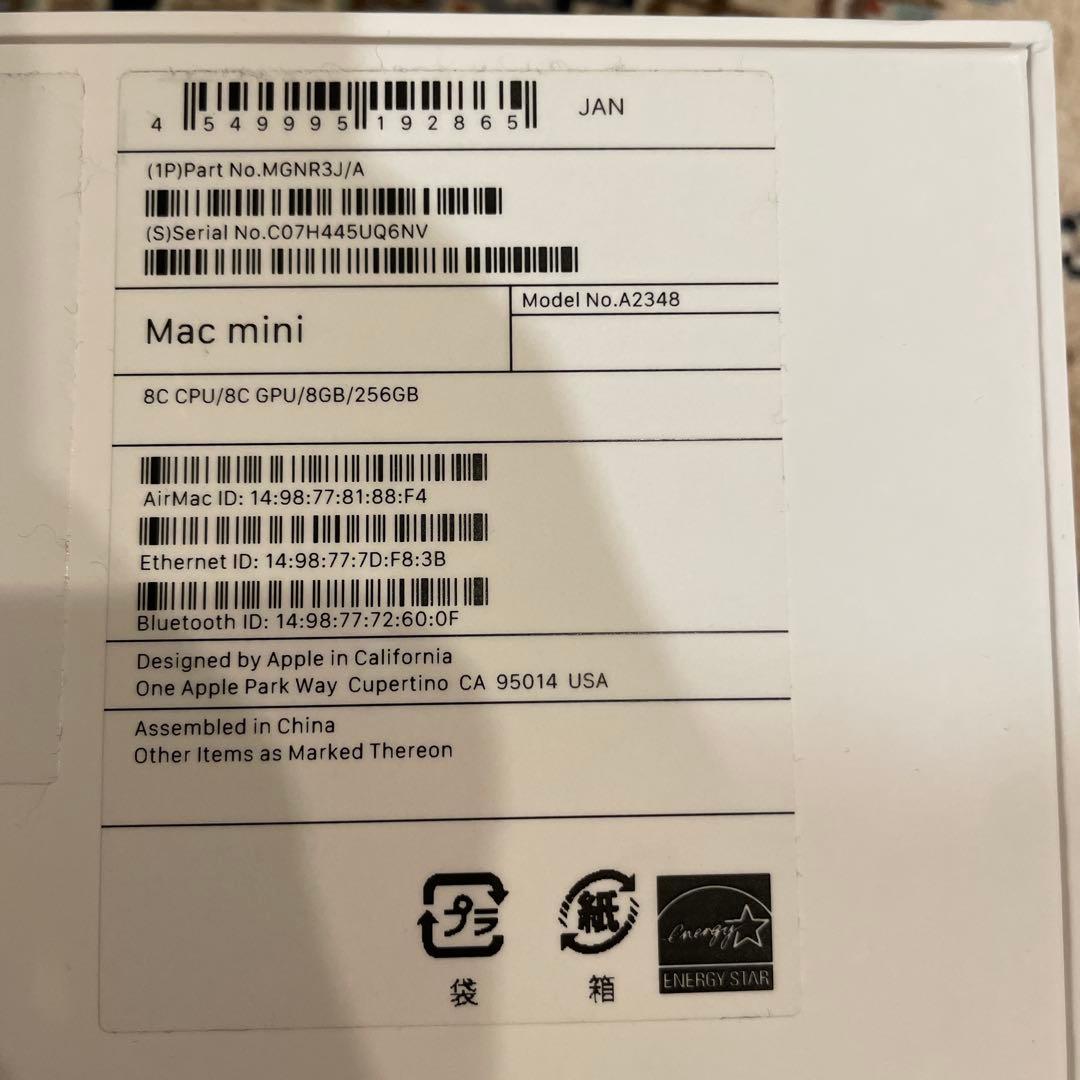 4 549995 192865 JAN
(1P)Part No.MGNR3J/A
(S)Serial No.C07H445UQ6NV
Model No.A2348
Mac mini
8C CPU/8C GPU/8GB/256GB
AirMac ID: 14:98:77:81:88:F4
Ethernet ID: 14:98:77:7D:F8:3B
Bluetooth ID: 14:98:77:72:60:0F
Designed by Apple in California
One Apple Park Way Cupertino CA 95014 USA
Assembled in China
Other Items as Marked Thereon
プラ
袋
紙
箱
energy
ENERGY STAR